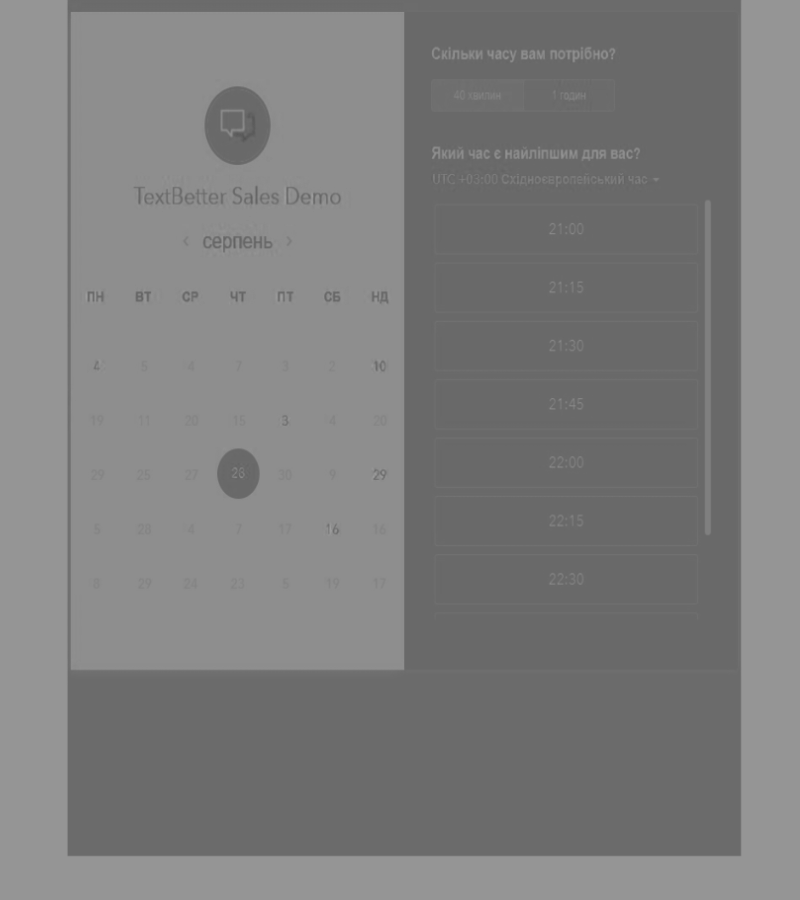 TextBetter Sales Demo
‹ серпень ›
ПН ВТ СР ЧТ ПТ СБ НД
4 5 4 7 3 2 10
19 11 20 15 3 4 20
29 25 27 28 30 9 29
5 28 4 7 17 16 16
8 29 24 23 5 19 17
Скільки часу вам потрібно?
40 хвилин 1 годин
Який час є найліпшим для вас?
UTC +03:00 Східноєвропейський час
21:00
21:15
21:30
21:45
22:00
22:15
22:30